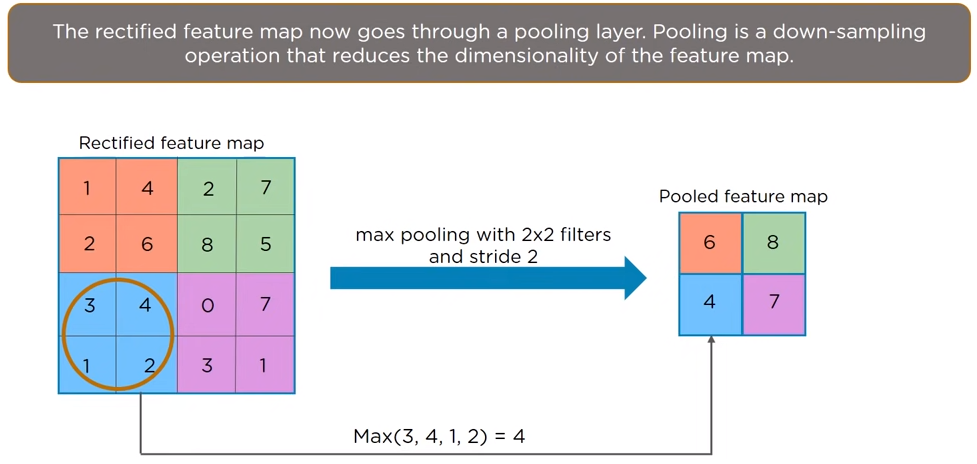 The rectified feature map now goes through a pooling layer. Pooling is a down-sampling
operation that reduces the dimensionality of the feature map.
Rectified feature map
1 4 2 7
2 6 8 5
3 4 0 7
1 2 3 1
max pooling with 2x2 filters
and stride 2
Pooled feature map
6 8
4 7
Max(3, 4, 1, 2) = 4